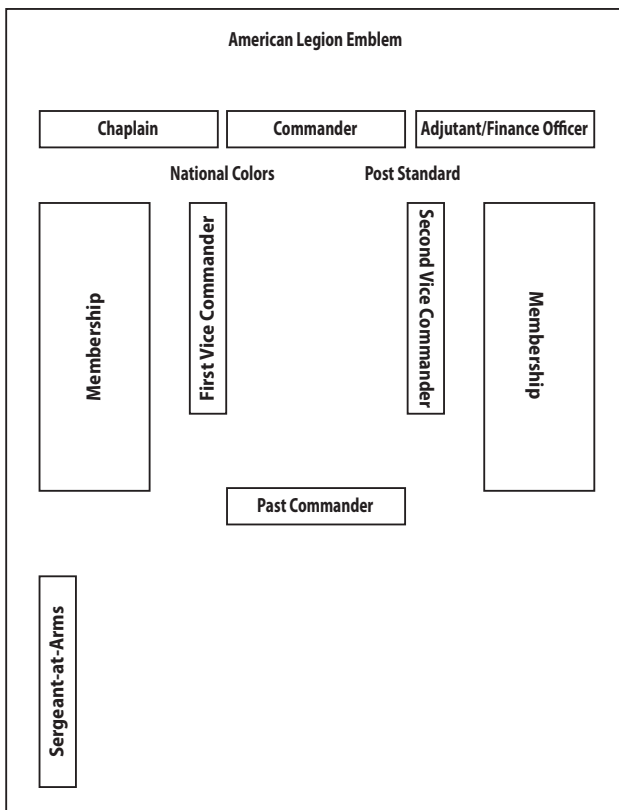 American Legion Emblem
Chaplain
Commander
Adjutant/Finance Officer
National Colors
Post Standard
Membership
First Vice Commander
Second Vice Commander
Membership
Past Commander
Sergeant-at-Arms